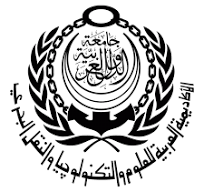 جامعة
الدول العربية
الأكاديمية العربية للعلوم والتكنولوجيا والنقل البحري